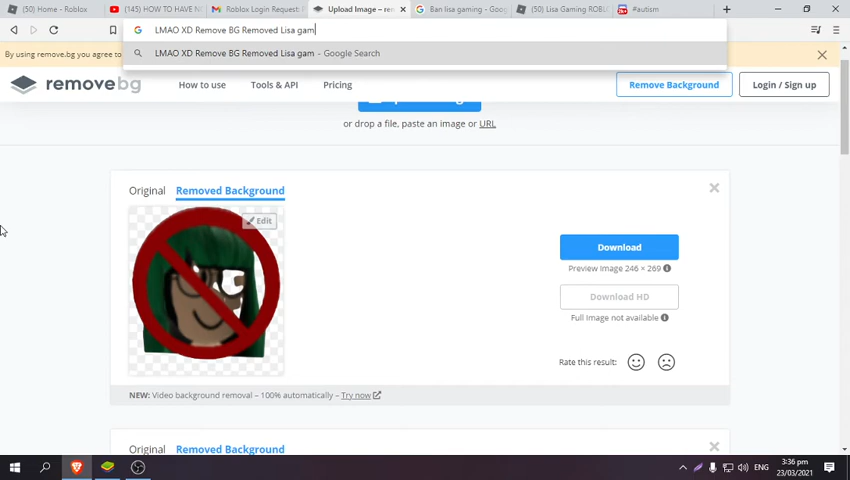 (50) Home - Roblox
(145) HOW TO HAVE N
Roblox Login Request:
Upload Image – rem
Ban lisa gaming - Goog
(50) Lisa Gaming ROBL
#autism
LMAO XD Remove BG Removed Lisa gam
LMAO XD Remove BG Removed Lisa gam - Google Search
By using remove.bg you agree to
removebg
How to use
Tools & API
Pricing
Remove Background
Login / Sign up
or drop a file, paste an image or URL
Original
Removed Background
Edit
Download
Preview Image 246 × 269
Download HD
Full image not available
Rate this result:
NEW: Video background removal – 100% automatically – Try now
Original
Removed Background
ENG
3:36 pm
23/03/2021